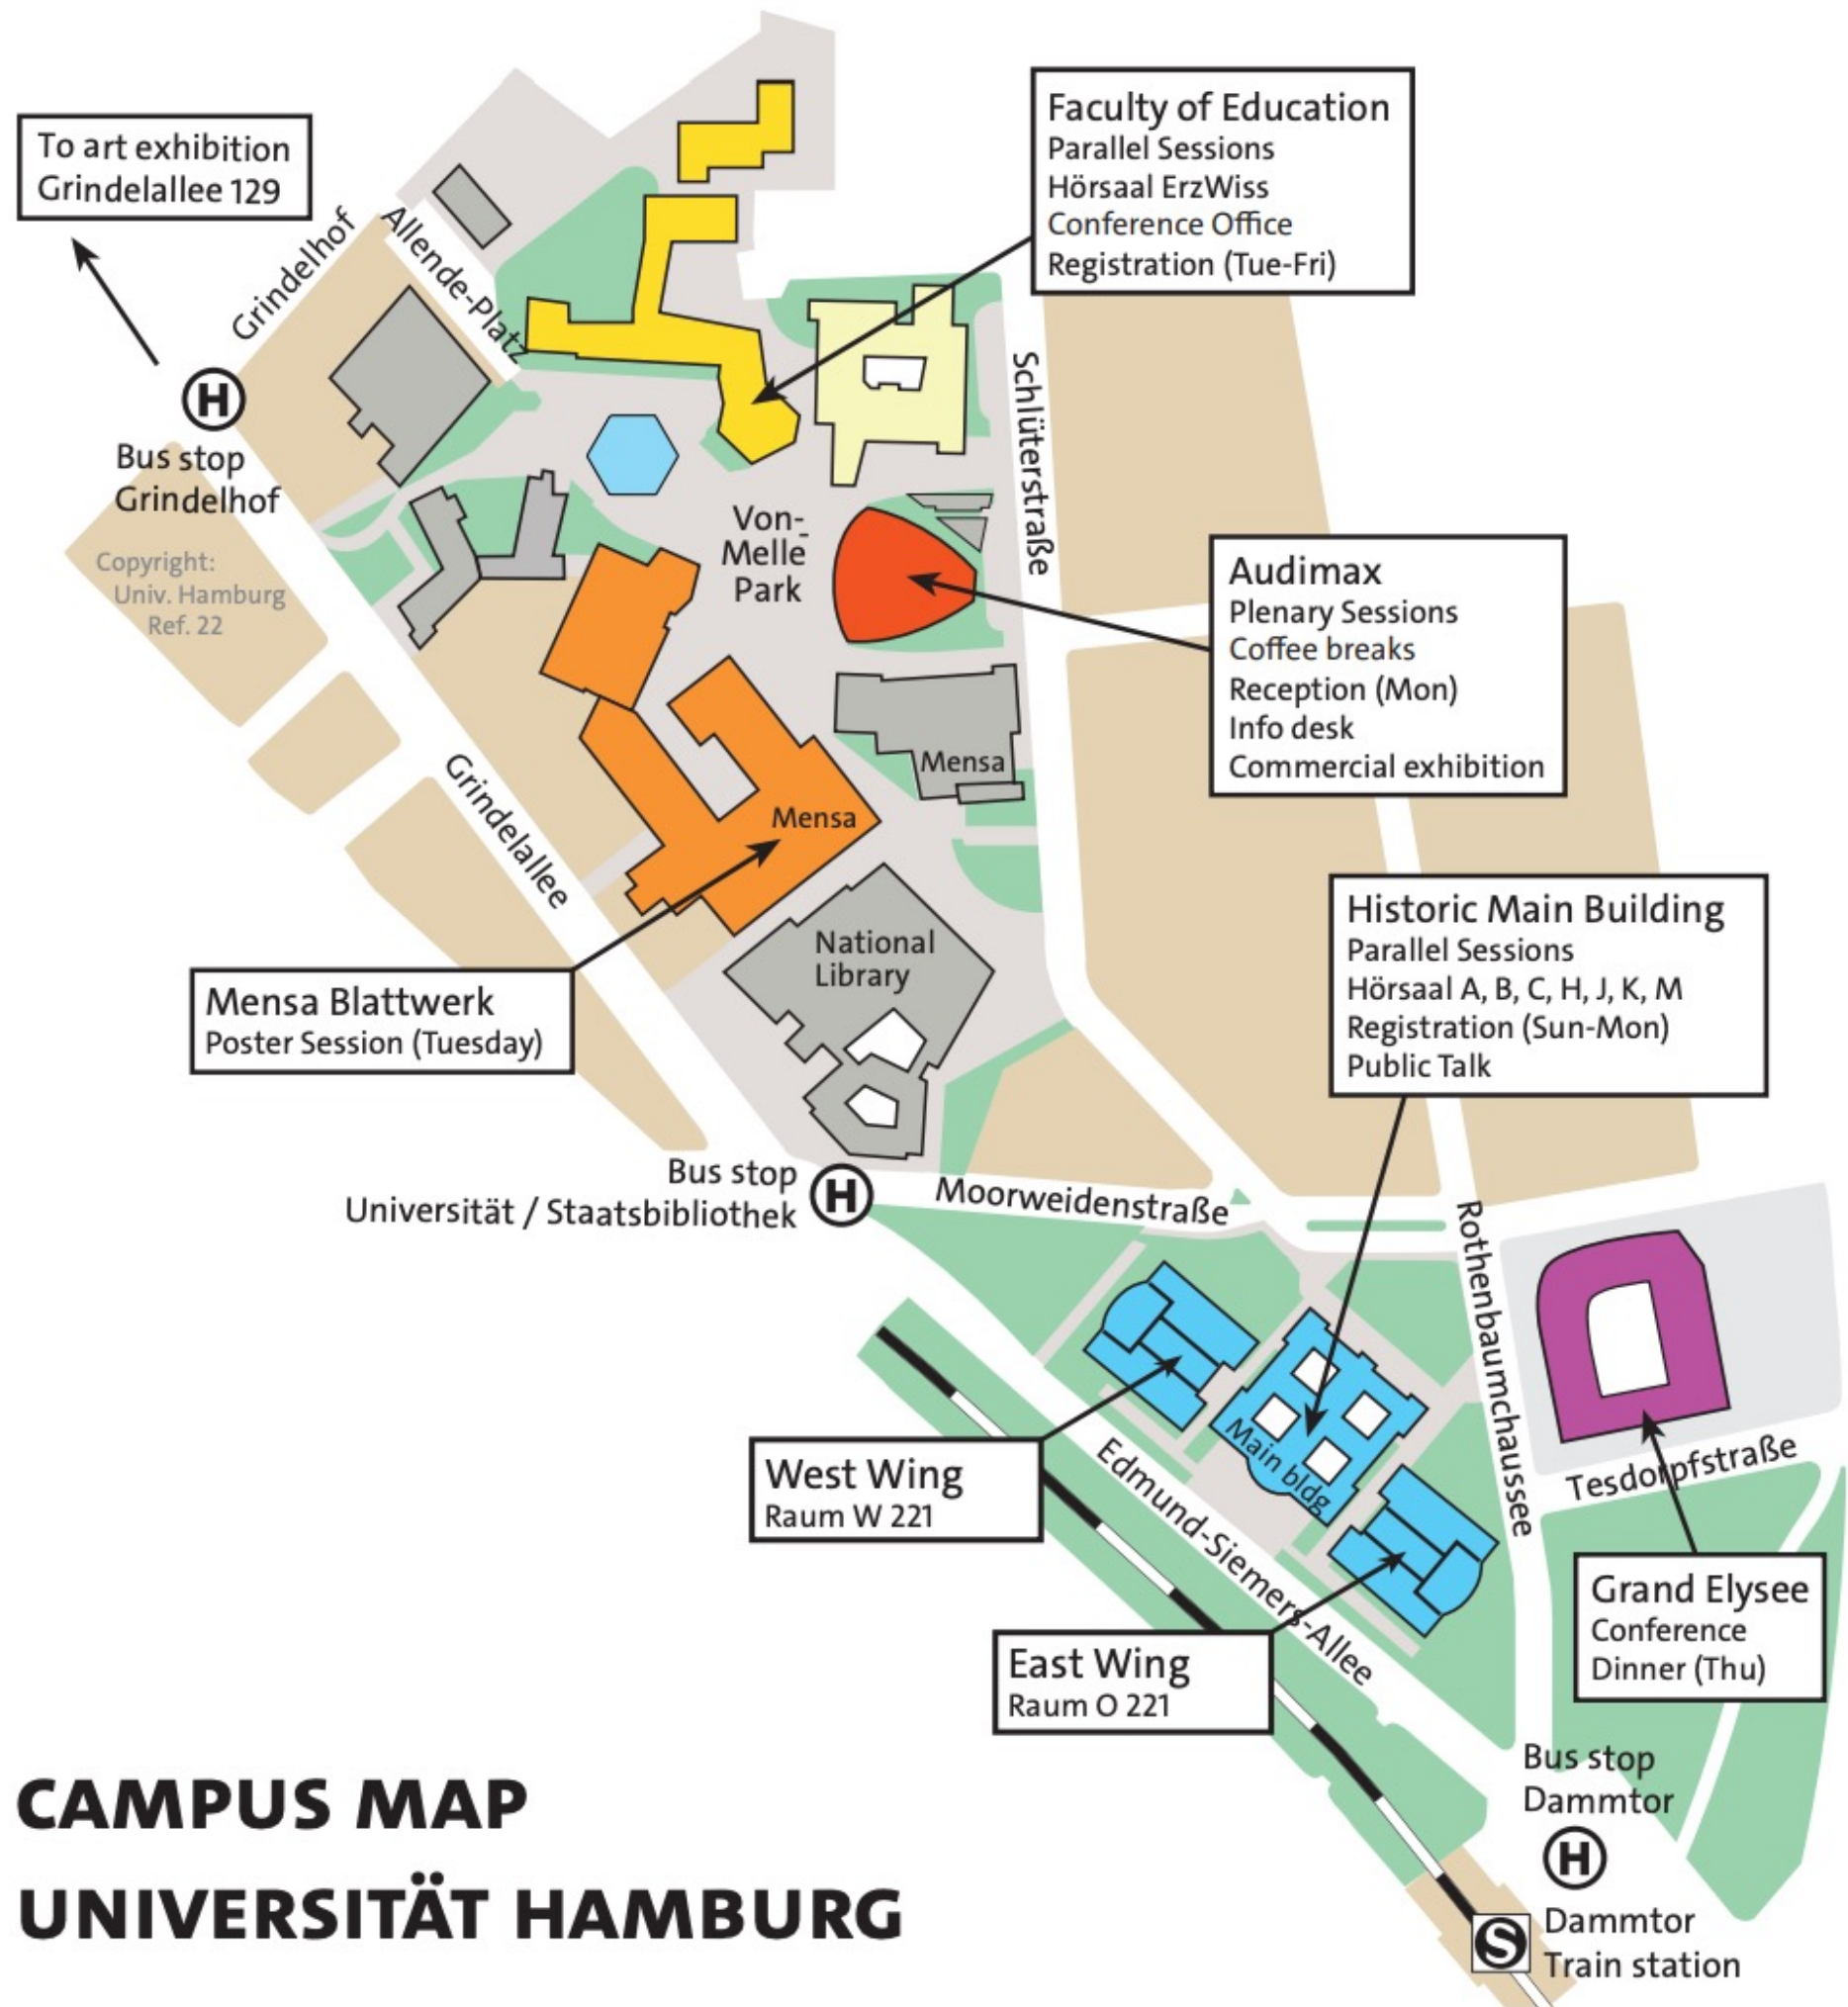 To art exhibition
Grindelallee 129
Faculty of Education
Parallel Sessions
Hörsaal ErzWiss
Conference Office
Registration (Tue-Fri)
Grindelhof
Allende-Platz
H
Bus stop
Grindelhof
Copyright:
Univ. Hamburg
Ref. 22
Von-
Melle
Park
Schlüterstraße
Audimax
Plenary Sessions
Coffee breaks
Reception (Mon)
Info desk
Commercial exhibition
Mensa
Mensa
Grindelallee
National
Library
Mensa Blattwerk
Poster Session (Tuesday)
Historic Main Building
Parallel Sessions
Hörsaal A, B, C, H, J, K, M
Registration (Sun-Mon)
Public Talk
Bus stop
Universität / Staatsbibliothek
H
Moorweidenstraße
Rothenbaumchaussee
Main bldg
West Wing
Raum W 221
Edmund-Siemers-Allee
Tesdorpfstraße
East Wing
Raum O 221
Grand Elysee
Conference
Dinner (Thu)
Bus stop
Dammtor
H
S
Dammtor
Train station
CAMPUS MAP
UNIVERSITÄT HAMBURG